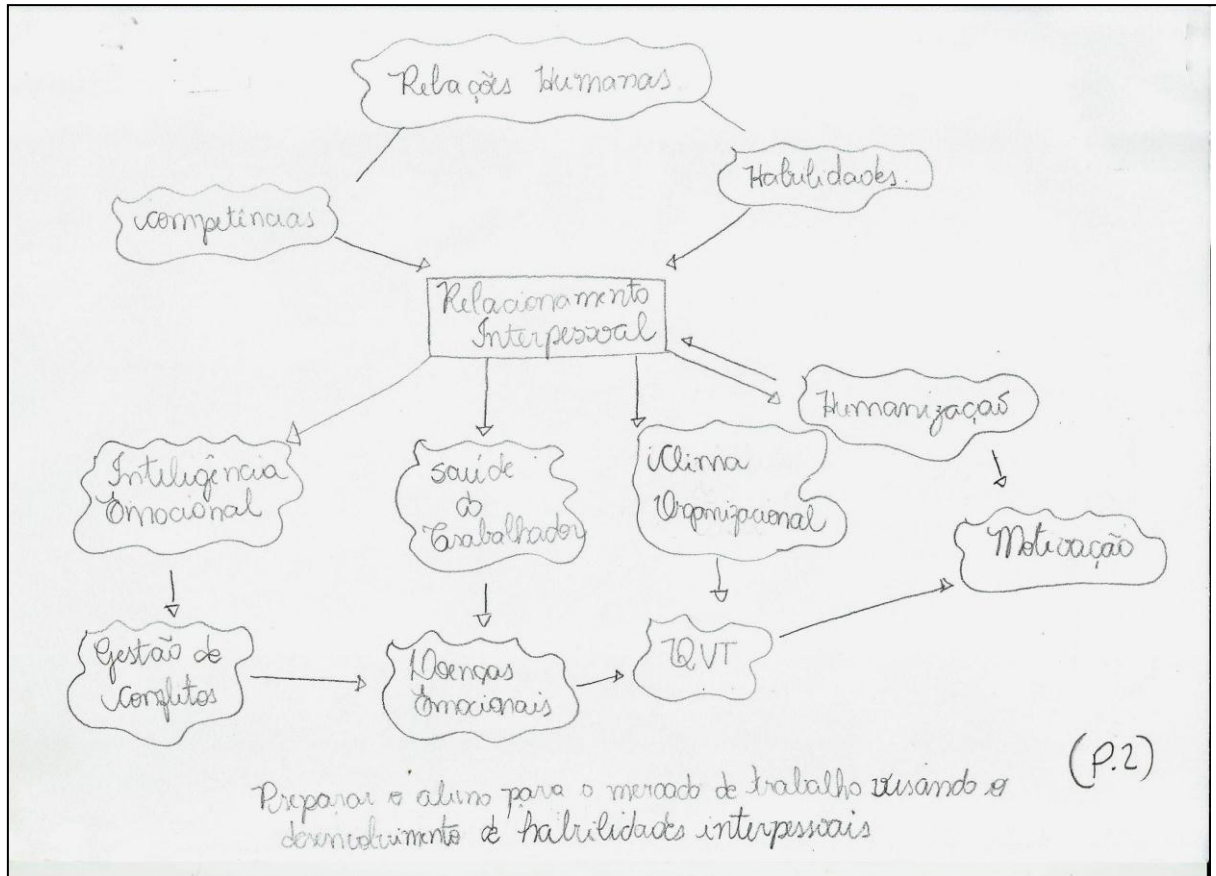 Relações Humanas.
Habilidades.
competências
Relacionamento
Interpessoal
Humanização
Inteligência
Emocional
saúde
do
Trabalhador
Clima
Organizacional
Motivação
Gestão de
Conflitos
Doenças
Emocionais
QVT
(P.2)
Preparar o aluno para o mercado de trabalho visando o
desenvolvimento de habilidades interpessoais